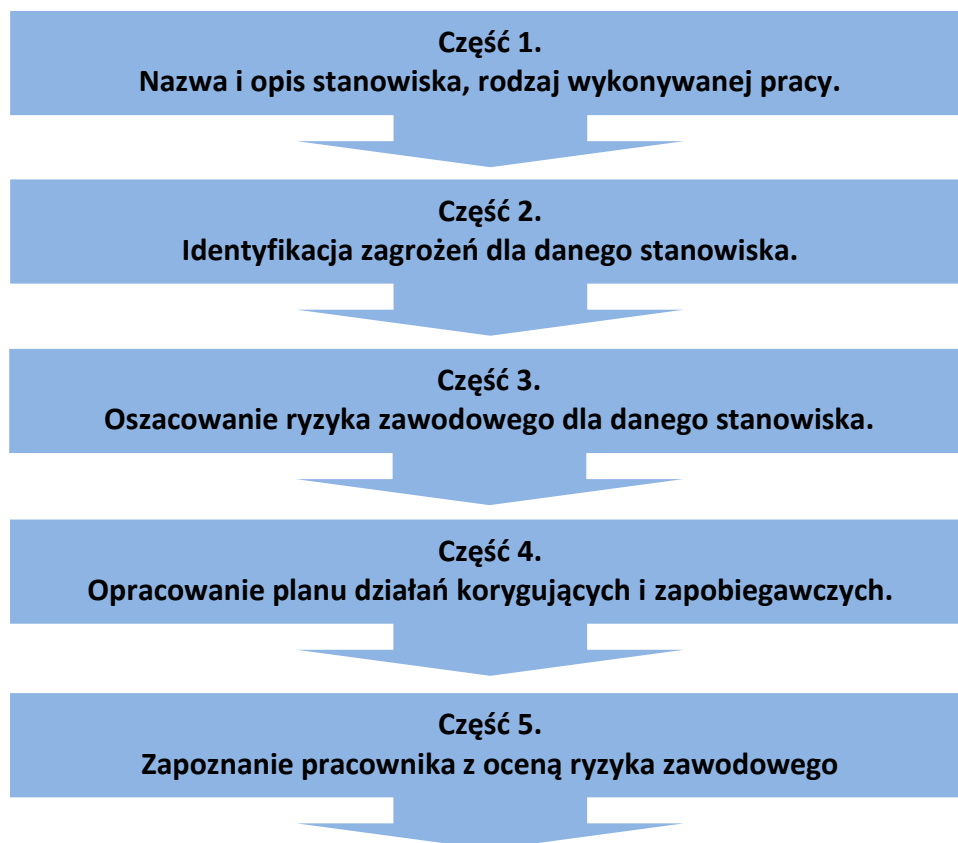 Część 1.
Nazwa i opis stanowiska, rodzaj wykonywanej pracy.
Część 2.
Identyfikacja zagrożeń dla danego stanowiska.
Część 3.
Oszacowanie ryzyka zawodowego dla danego stanowiska.
Część 4.
Opracowanie planu działań korygujących i zapobiegawczych.
Część 5.
Zapoznanie pracownika z oceną ryzyka zawodowego